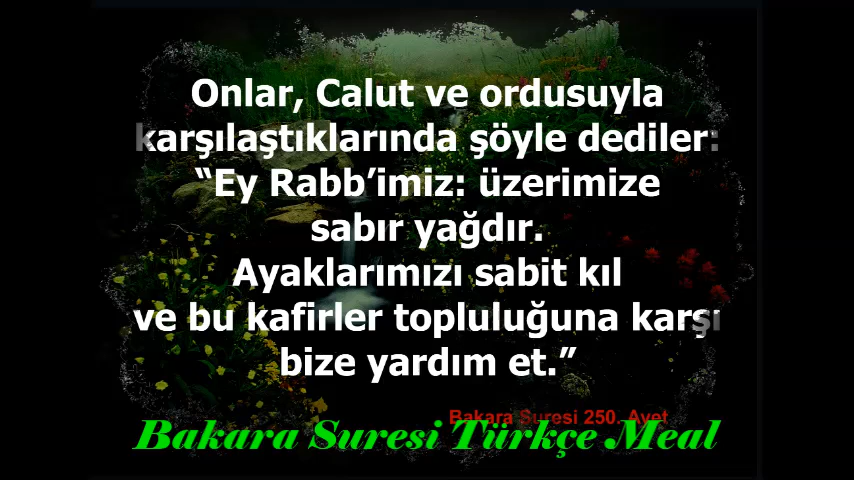 Onlar, Calut ve ordusuyla
karşılaştıklarında şöyle dediler:
“Ey Rabb’imiz: üzerimize
sabır yağdır.
Ayaklarımızı sabit kıl
ve bu kafirler topluluğuna karşı
bize yardım et.”
Bakara Suresi 250. Ayet
Bakara Suresi Türkçe Meal